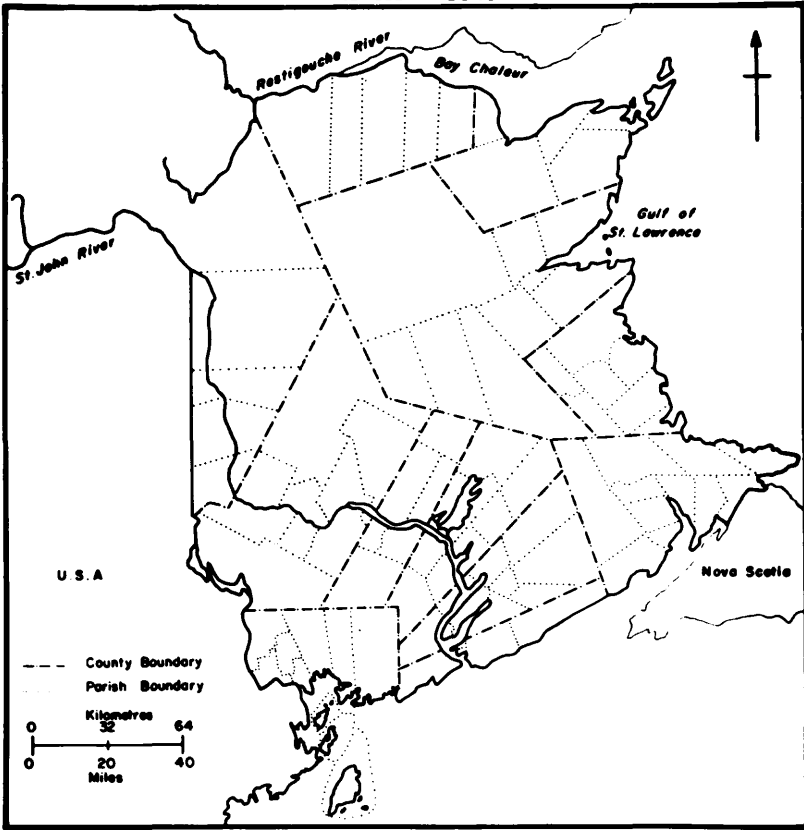 Restigouche River
Bay Chaleur
Gulf of
St. Lawrence
St. John River
U.S.A
Nova Scotia
County Boundary
Parish Boundary
Kilometres
0 32 64
0 20 40
Miles